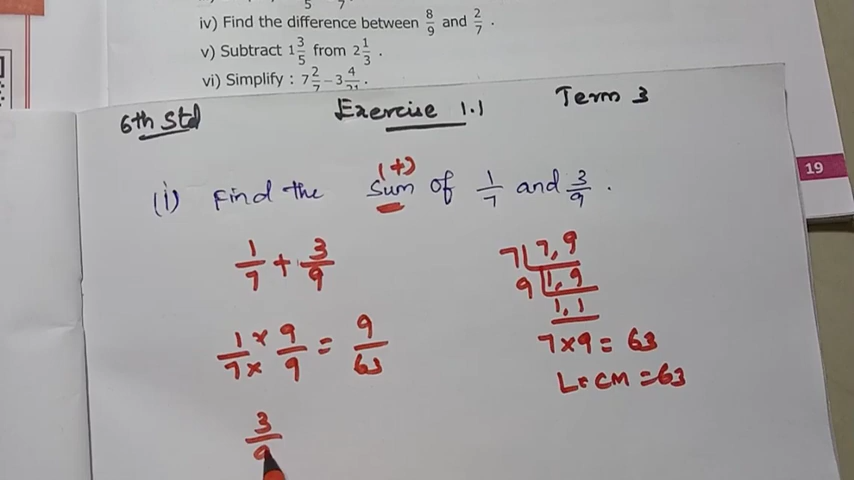 iv) Find the difference between 8/9 and 2/7 .
v) Subtract 1 3/5 from 2 1/3 .
vi) Simplify : 7 2/7 − 3 4/21 .
19
6th Std Exercise 1.1 Term 3
(+)
(i) Find the Sum of 1/7 and 3/9 .
1/7 + 3/9
1/7 × 9/9 = 9/63
3/9
7 | 7, 9
9 | 1, 9
1, 1
7 × 9 = 63
L.CM = 63